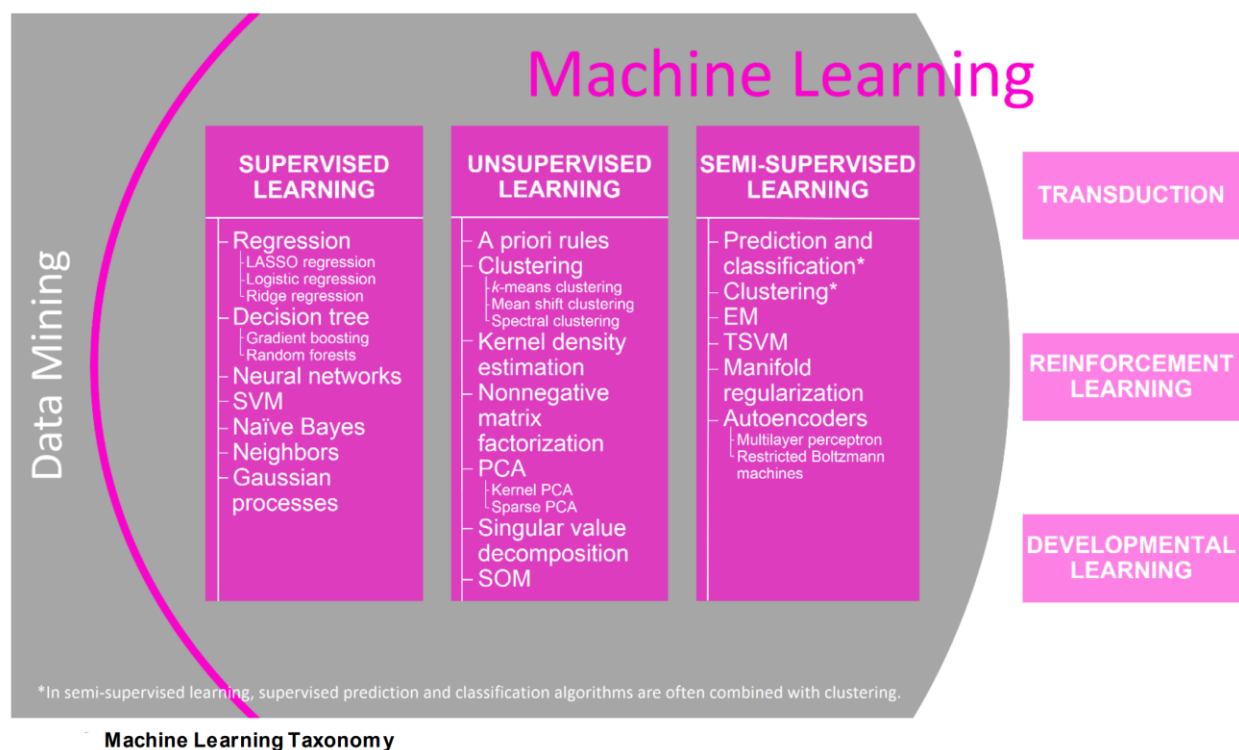 Machine Learning
Data Mining
SUPERVISED
LEARNING
Regression
LASSO regression
Logistic regression
Ridge regression
Decision tree
Gradient boosting
Random forests
Neural networks
SVM
Naïve Bayes
Neighbors
Gaussian
processes
UNSUPERVISED
LEARNING
A priori rules
Clustering
k-means clustering
Mean shift clustering
Spectral clustering
Kernel density
estimation
Nonnegative
matrix
factorization
PCA
Kernel PCA
Sparse PCA
Singular value
decomposition
SOM
SEMI-SUPERVISED
LEARNING
Prediction and
classification*
Clustering*
EM
TSVM
Manifold
regularization
Autoencoders
Multilayer perceptron
Restricted Boltzmann
machines
TRANSDUCTION
REINFORCEMENT
LEARNING
DEVELOPMENTAL
LEARNING
*In semi-supervised learning, supervised prediction and classification algorithms are often combined with clustering.
Machine Learning Taxonomy